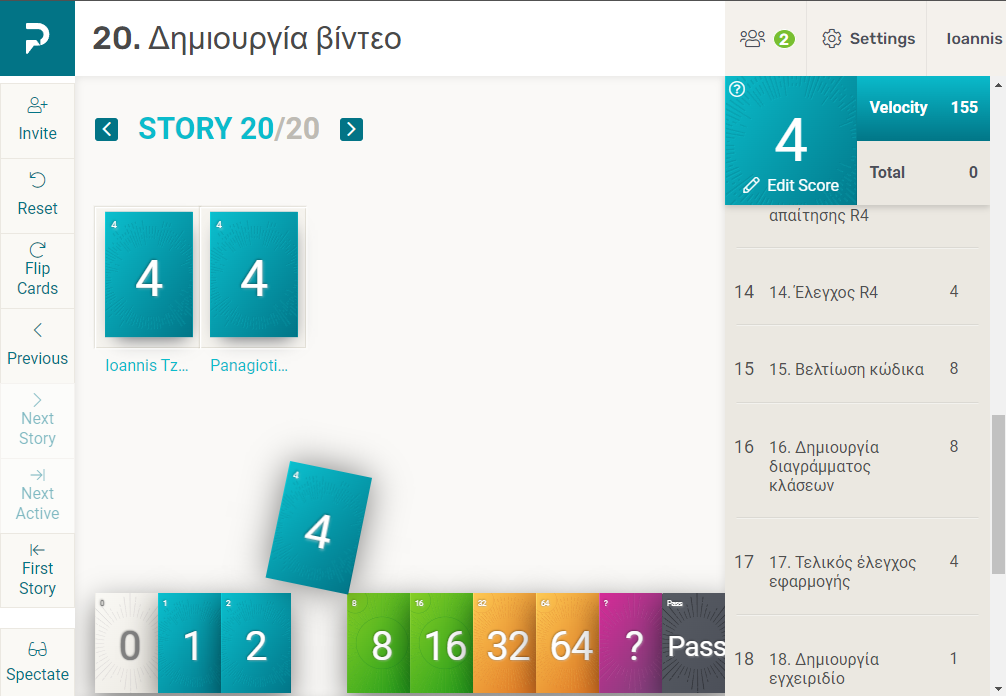 20. Δημιουργία βίντεο
2
Settings
Ioannis
Invite
Reset
Flip
Cards
Previous
Next
Story
Next
Active
First
Story
Spectate
STORY 20/20
4
4
Ioannis Tz...
4
4
Panagioti...
4
4
0
0
1
1
2
2
8
8
16
16
32
32
64
64
?
?
Pass
Pass
?
4
Edit Score
Velocity 155
Total 0
απαίτησης R4
14 14. Έλεγχος R4 4
15 15. Βελτίωση κώδικα 8
16 16. Δημιουργία 8
διαγράμματος
κλάσεων
17 17. Τελικός έλεγχος 4
εφαρμογής
18 18. Δημιουργία 1
εγχειριδίο